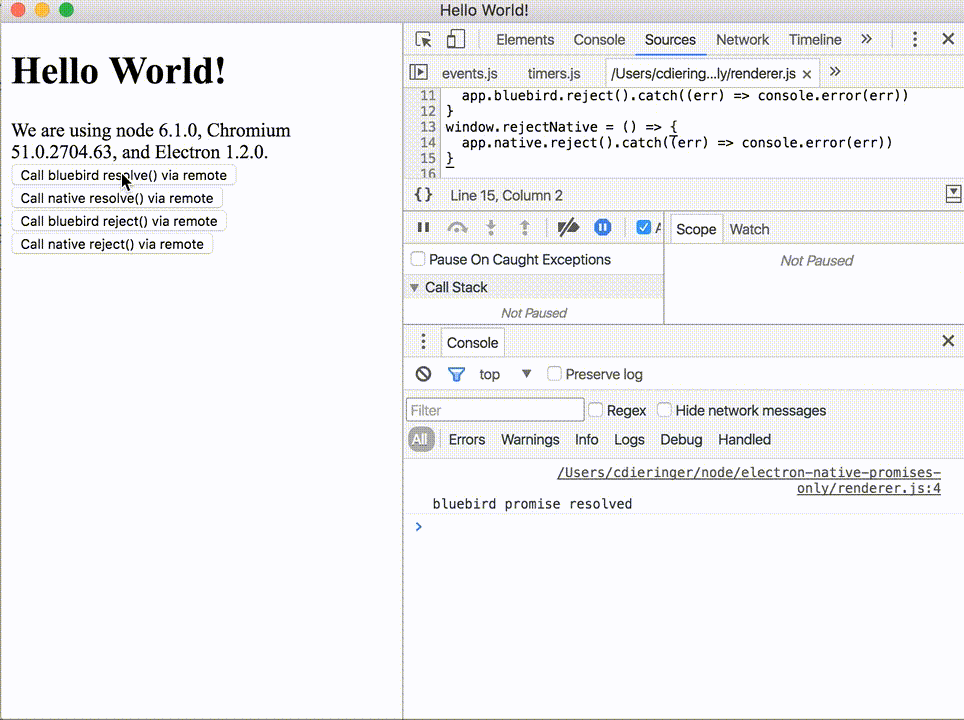 Hello World!
Hello World!
We are using node 6.1.0, Chromium
51.0.2704.63, and Electron 1.2.0.
Call bluebird resolve() via remote
Call native resolve() via remote
Call bluebird reject() via remote
Call native reject() via remote
Elements Console Sources Network Timeline »
events.js timers.js /Users/cdiering...ly/renderer.js × »
11 app.bluebird.reject().catch((err) => console.error(err))
12 }
13 window.rejectNative = () => {
14 app.native.reject().catch((err) => console.error(err))
15 }
16
{ } Line 15, Column 2
A
Scope Watch
Pause On Caught Exceptions
Not Paused
Call Stack
Not Paused
Console
top Preserve log
Filter Regex Hide network messages
All Errors Warnings Info Logs Debug Handled
/Users/cdieringer/node/electron-native-promises-
only/renderer.js:4
bluebird promise resolved
>